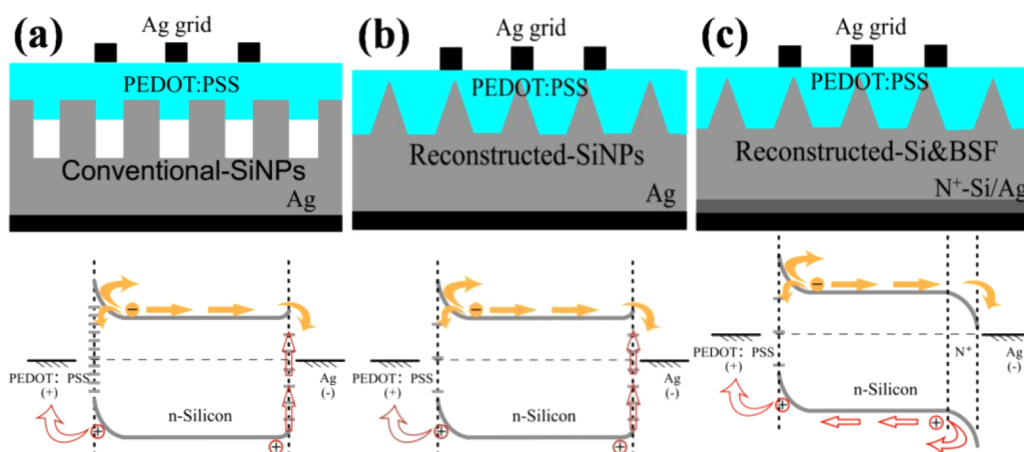 (a)
Ag grid
PEDOT:PSS
Conventional-SiNPs
Ag
(b)
Ag grid
PEDOT:PSS
Reconstructed-SiNPs
Ag
(c)
Ag grid
PEDOT:PSS
Reconstructed-Si&BSF
N⁺-Si/Ag
PEDOT: PSS
(+)
n-Silicon
Ag
(-)
PEDOT: PSS
(+)
n-Silicon
Ag
(-)
PEDOT: PSS
(+)
n-Silicon
N⁺
Ag
(-)